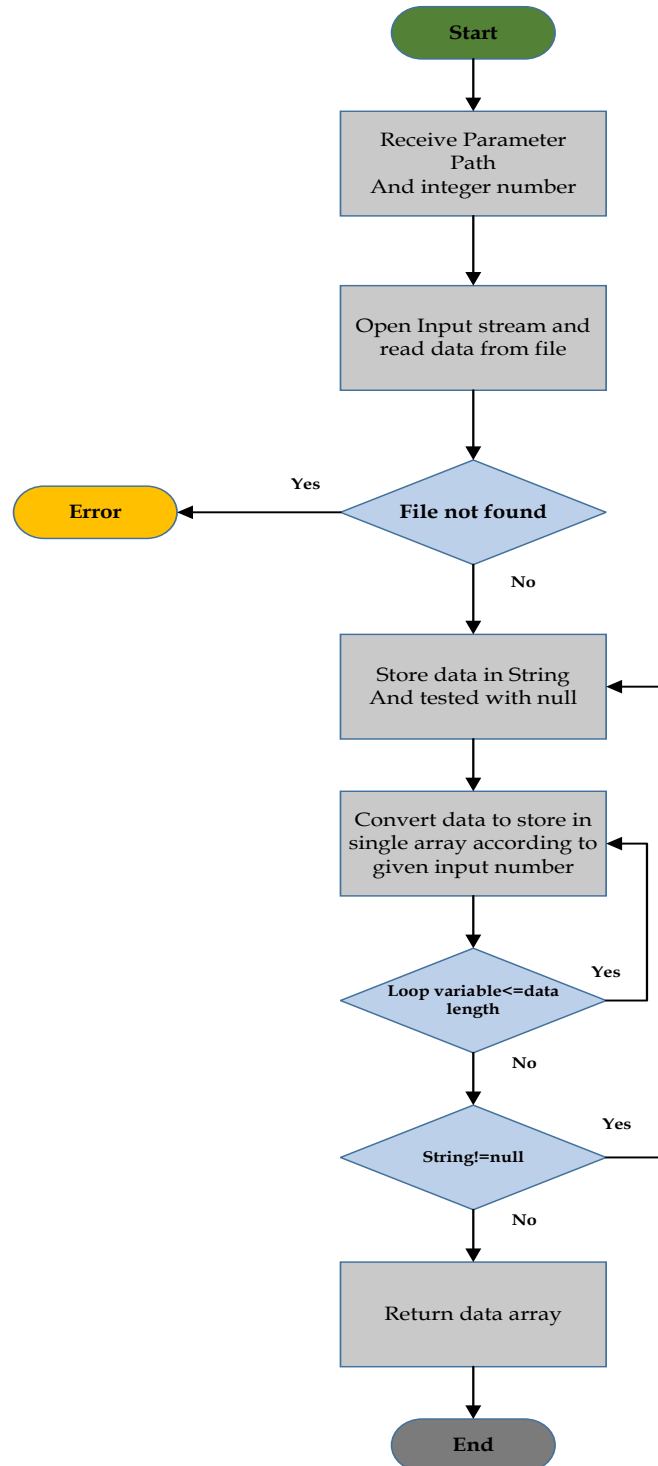 Start
Receive Parameter
Path
And integer number
Open Input stream and
read data from file
Yes
Error
File not found
No
Store data in String
And tested with null
Convert data to store in
single array according to
given input number
Loop variable<=data
length
Yes
No
String!=null
Yes
No
Return data array
End